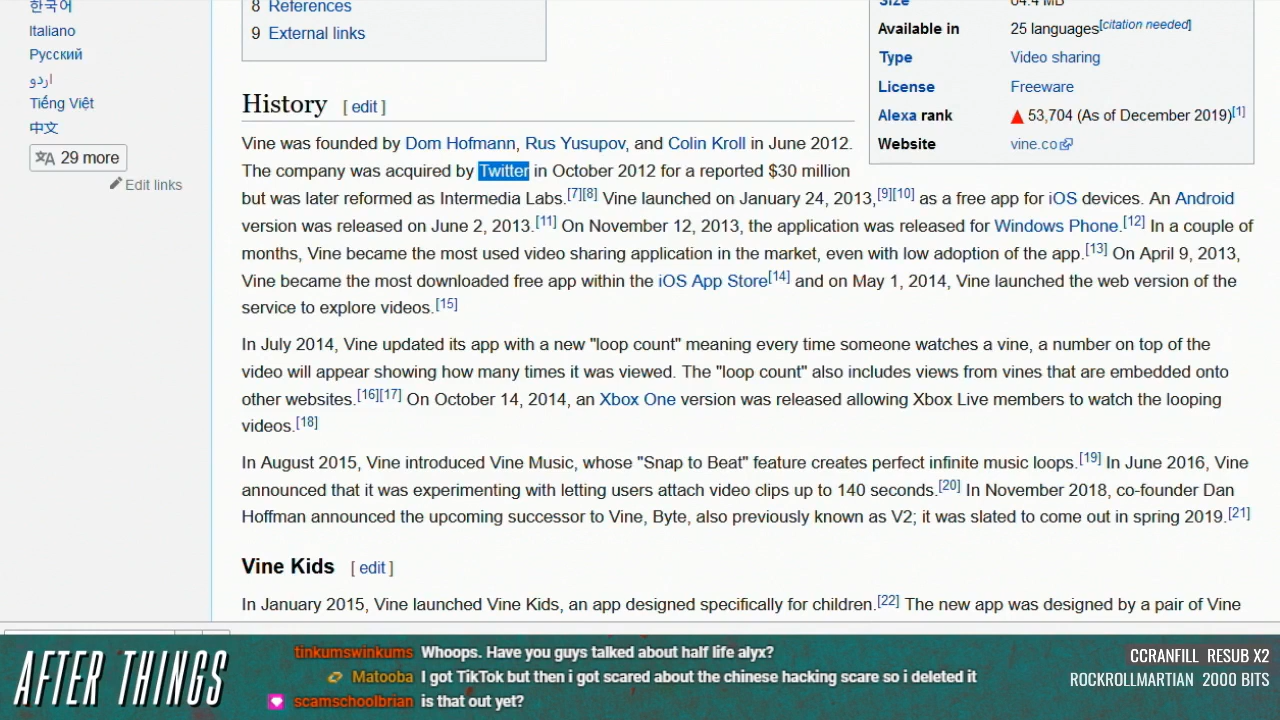 한국어
Italiano
Русский
اردو
Tiếng Việt
中文
29 more
Edit links
8 References
9 External links
Size 64.4 MB
Available in 25 languages[citation needed]
Type Video sharing
License Freeware
Alexa rank ▲ 53,704 (As of December 2019)[1]
Website vine.co
History [ edit ]
Vine was founded by Dom Hofmann, Rus Yusupov, and Colin Kroll in June 2012.
The company was acquired by Twitter in October 2012 for a reported $30 million
but was later reformed as Intermedia Labs.[7][8] Vine launched on January 24, 2013,[9][10] as a free app for iOS devices. An Android
version was released on June 2, 2013.[11] On November 12, 2013, the application was released for Windows Phone.[12] In a couple of
months, Vine became the most used video sharing application in the market, even with low adoption of the app.[13] On April 9, 2013,
Vine became the most downloaded free app within the iOS App Store[14] and on May 1, 2014, Vine launched the web version of the
service to explore videos.[15]
In July 2014, Vine updated its app with a new "loop count" meaning every time someone watches a vine, a number on top of the
video will appear showing how many times it was viewed. The "loop count" also includes views from vines that are embedded onto
other websites.[16][17] On October 14, 2014, an Xbox One version was released allowing Xbox Live members to watch the looping
videos.[18]
In August 2015, Vine introduced Vine Music, whose "Snap to Beat" feature creates perfect infinite music loops.[19] In June 2016, Vine
announced that it was experimenting with letting users attach video clips up to 140 seconds.[20] In November 2018, co-founder Dan
Hoffman announced the upcoming successor to Vine, Byte, also previously known as V2; it was slated to come out in spring 2019.[21]
Vine Kids [ edit ]
In January 2015, Vine launched Vine Kids, an app designed specifically for children.[22] The new app was designed by a pair of Vine
AFTER THINGS
tinkumswinkums Whoops. Have you guys talked about half life alyx?
Matooba I got TikTok but then i got scared about the chinese hacking scare so i deleted it
scamschoolbrian is that out yet?
CCRANFILL RESUB X2
ROCKROLLMARTIAN 2000 BITS